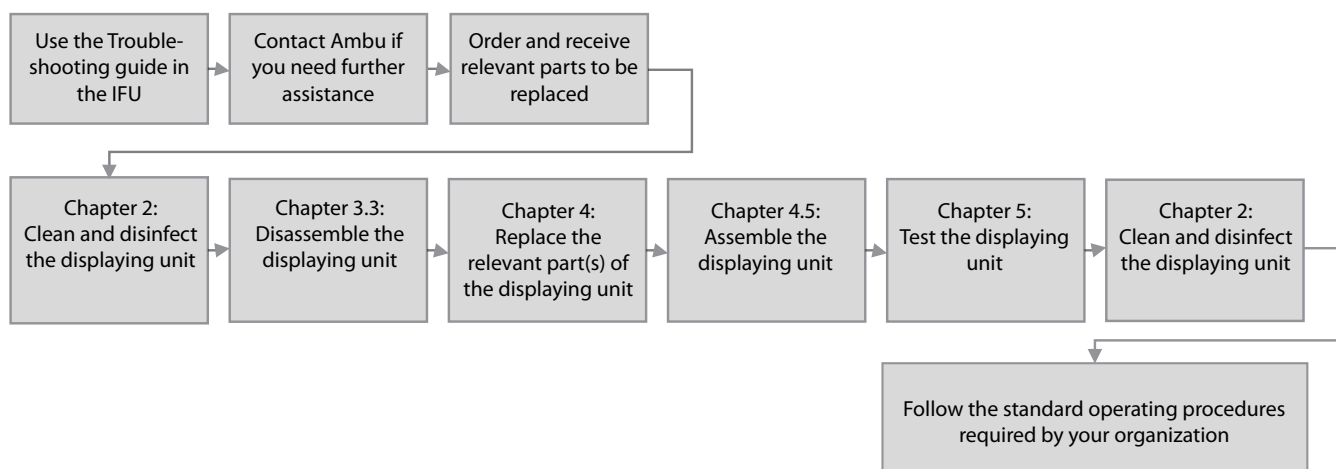 Use the Trouble-
shooting guide in
the IFU
Contact Ambu if
you need further
assistance
Order and receive
relevant parts to be
replaced
Chapter 2:
Clean and disinfect
the displaying unit
Chapter 3.3:
Disassemble the
displaying unit
Chapter 4:
Replace the
relevant part(s) of
the displaying unit
Chapter 4.5:
Assemble the
displaying unit
Chapter 5:
Test the displaying
unit
Chapter 2:
Clean and disinfect
the displaying unit
Follow the standard operating procedures
required by your organization